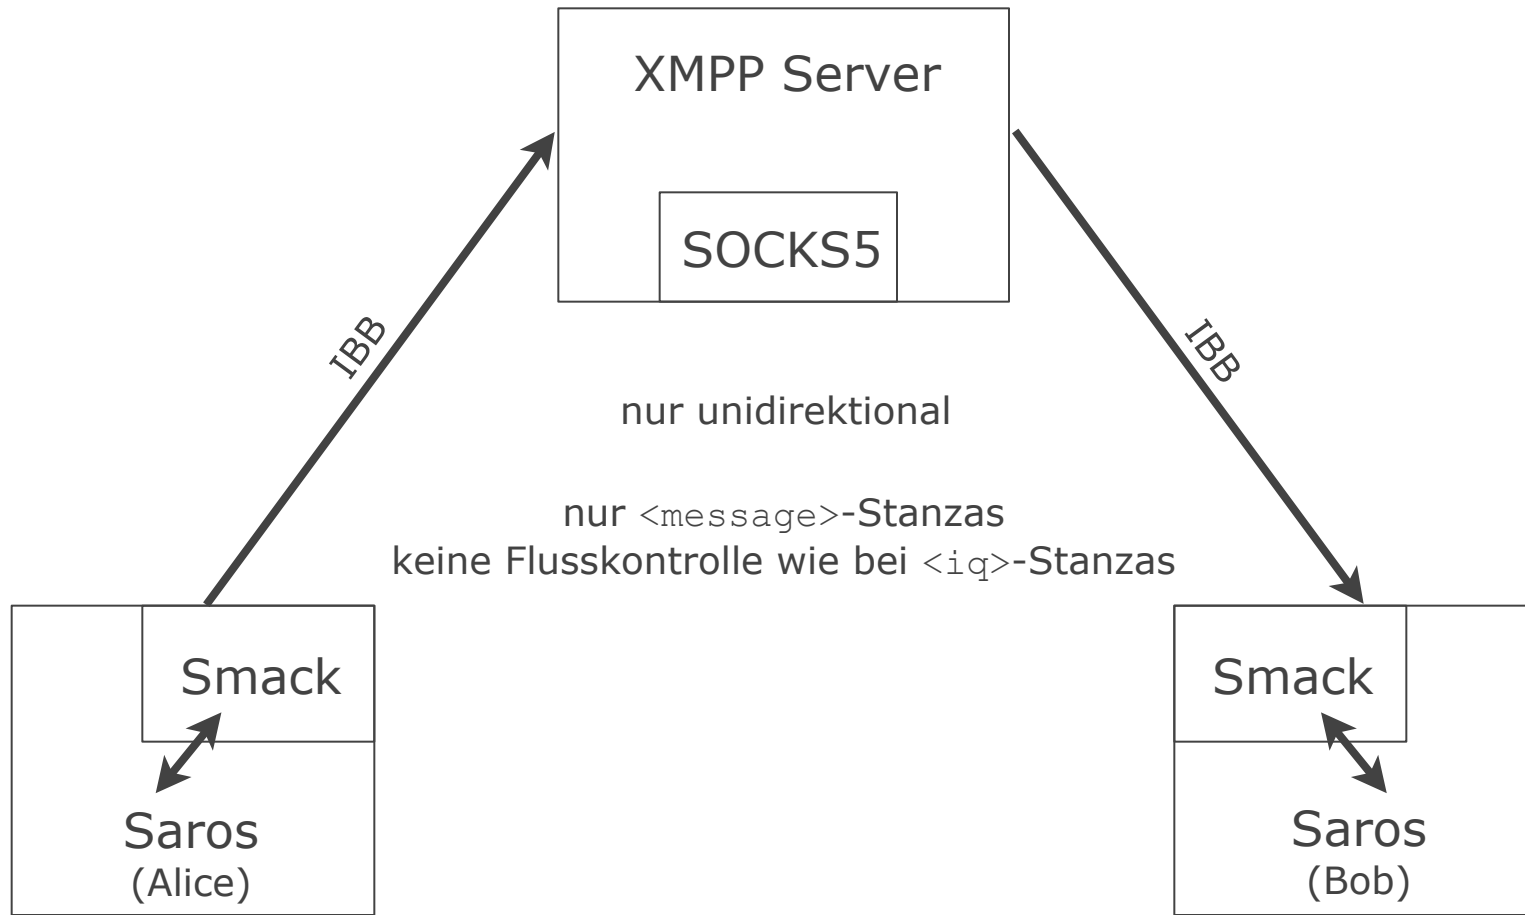 XMPP Server
SOCKS5
IBB
IBB
nur unidirektional
nur <message>-Stanzas
keine Flusskontrolle wie bei <iq>-Stanzas
Smack
Smack
Saros
(Alice)
Saros
(Bob)